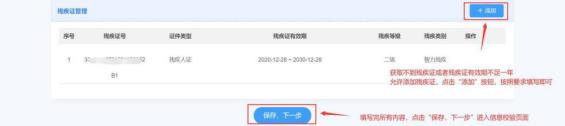 残疾证管理
+ 添加
序号 残疾证号 证件类型 残疾证有效期 残疾等级 残疾类别 操作
1 残疾人证 2020-12-28 ~ 2030-12-28 二级 智力残疾
B1
获取不到残疾证或者残疾证有效期不足一年
允许添加残疾证，点击“添加”按钮，按照要求填写即可
保存，下一步
填写完所有内容，点击“保存，下一步”进入信息校验页面